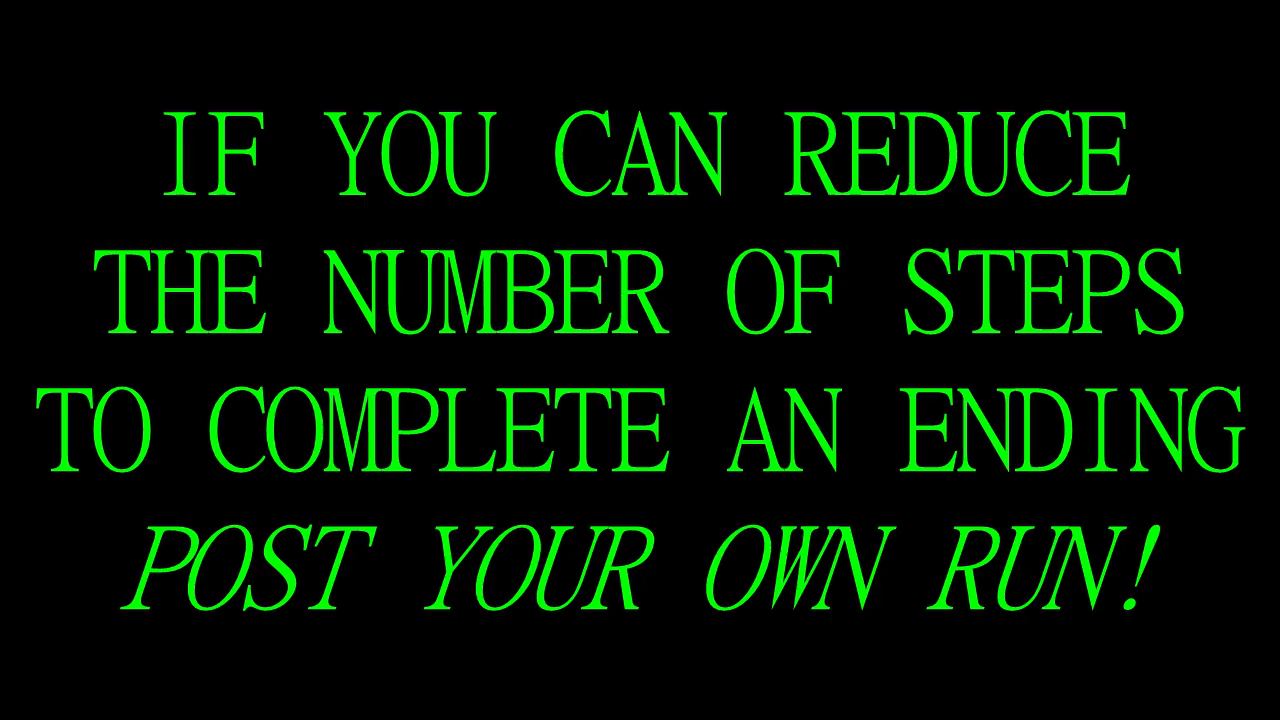 IF YOU CAN REDUCE
THE NUMBER OF STEPS
TO COMPLETE AN ENDING
POST YOUR OWN RUN!